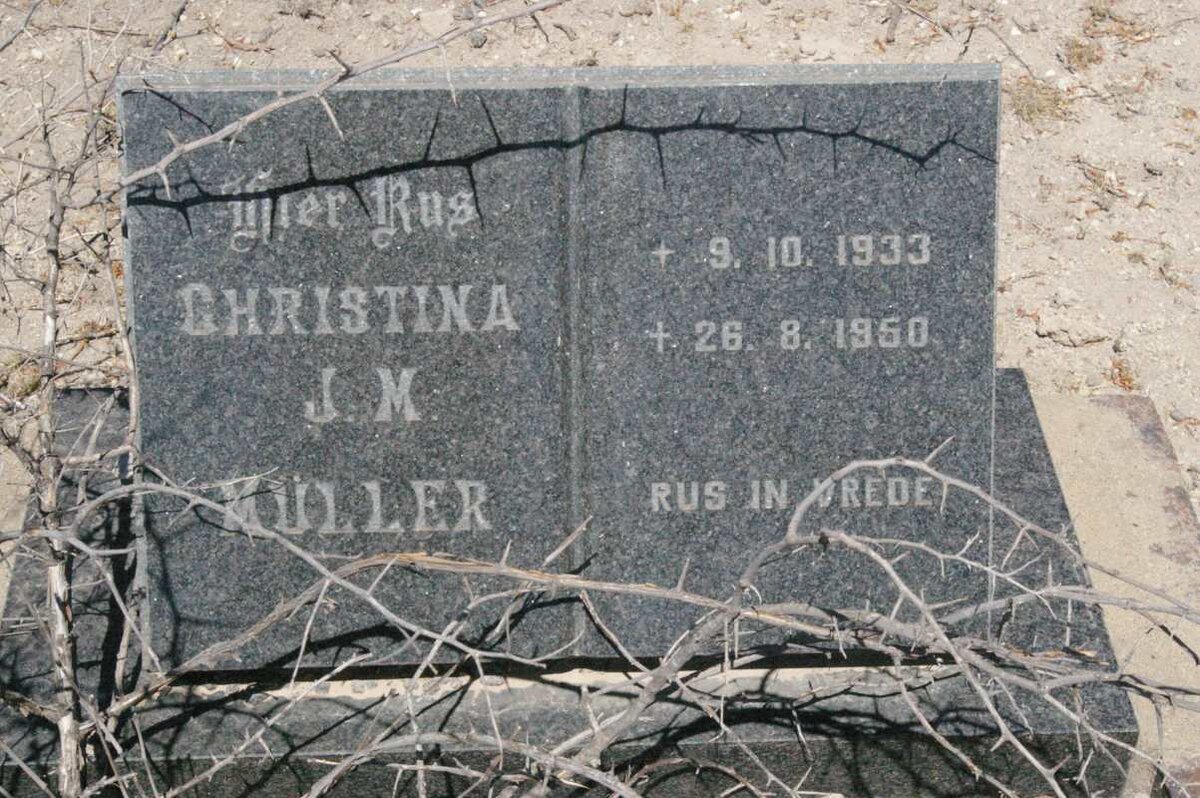 Hier Rus
CHRISTINA
J. M
MÜLLER
+ 9. 10. 1933
+ 26. 8. 1950
RUS IN VREDE